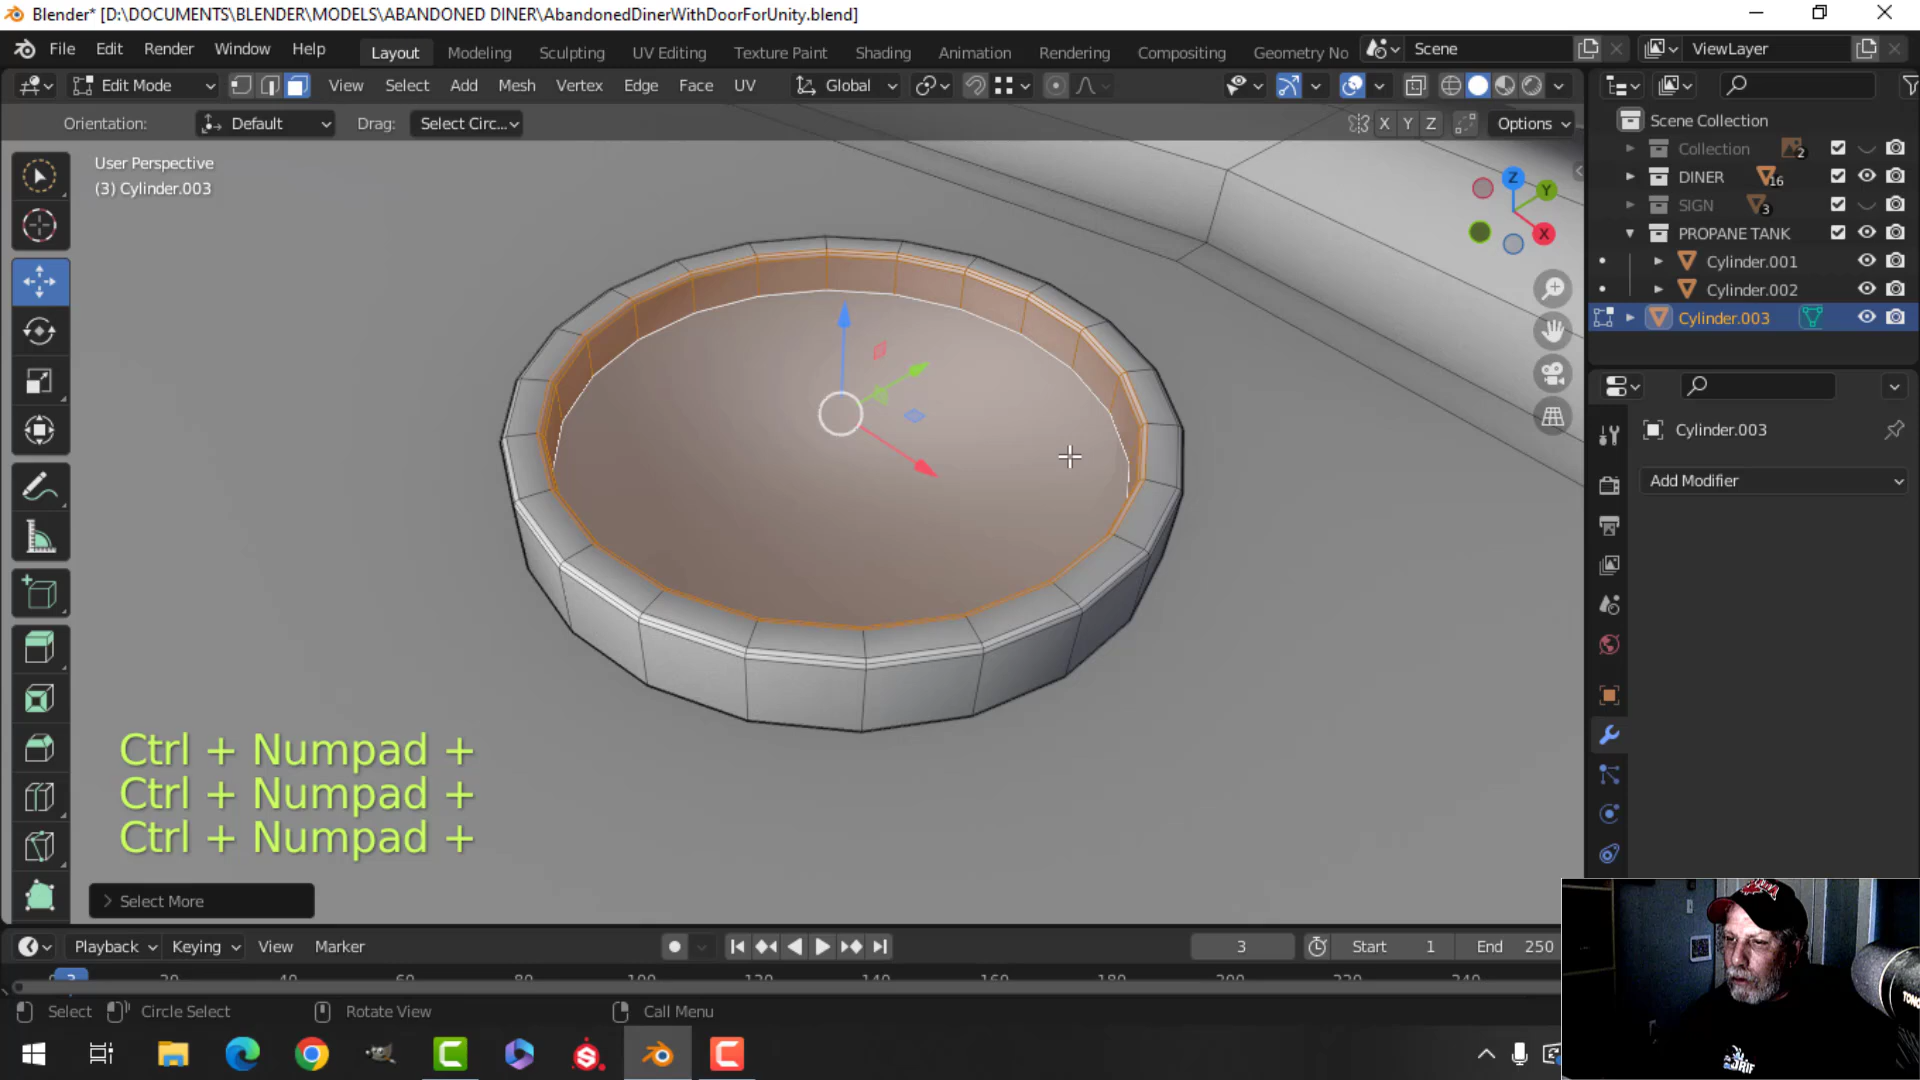 Blender* [D:\DOCUMENTS\BLENDER\MODELS\ABANDONED DINER\AbandonedDinerWithDoorForUnity.blend]
File Edit Render Window Help Layout Modeling Sculpting UV Editing Texture Paint Shading Animation Rendering Compositing Geometry No Scene ViewLayer
Edit Mode View Select Add Mesh Vertex Edge Face UV Global
Orientation: Default Drag: Select Circ... X Y Z Options
Scene Collection
Collection 2
DINER 16
SIGN 3
PROPANE TANK
Cylinder.001
Cylinder.002
Cylinder.003
User Perspective
(3) Cylinder.003
Z
Y
X
Cylinder.003
Add Modifier
Ctrl + Numpad +
Ctrl + Numpad +
Ctrl + Numpad +
Select More
Playback Keying View Marker 3 Start 1 End 250
Select Circle Select Rotate View Call Menu